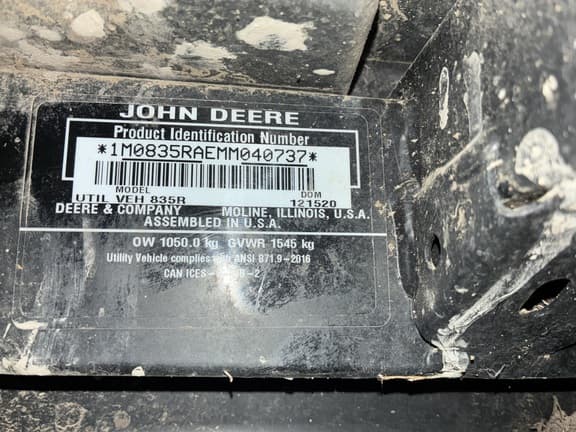 JOHN DEERE
Product Identification Number
*1M0835RAEMM040737*
MODEL DOM
UTIL VEH 835R 121520
DEERE & COMPANY MOLINE, ILLINOIS, U.S.A.
ASSEMBLED IN U.S.A.
OW 1050.0 kg GVWR 1545 kg
Utility Vehicle complies with ANSI B71.9-2016
CAN ICES-